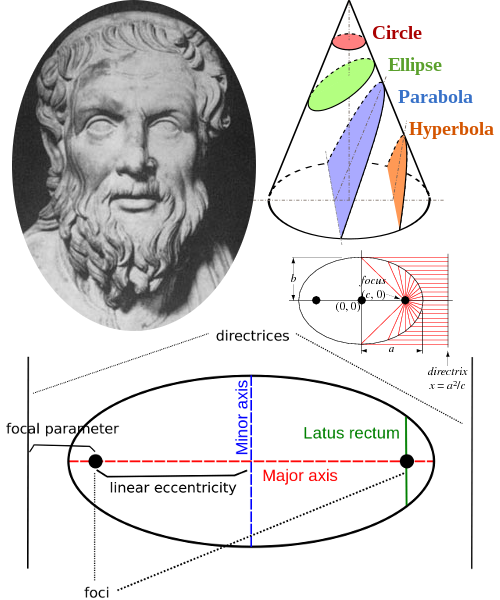 Circle
Ellipse
Parabola
Hyperbola
b
focus
(c, 0)
(0, 0)
a
directrix
x = a²/c
directrices
focal parameter
Minor axis
Latus rectum
linear eccentricity
Major axis
foci